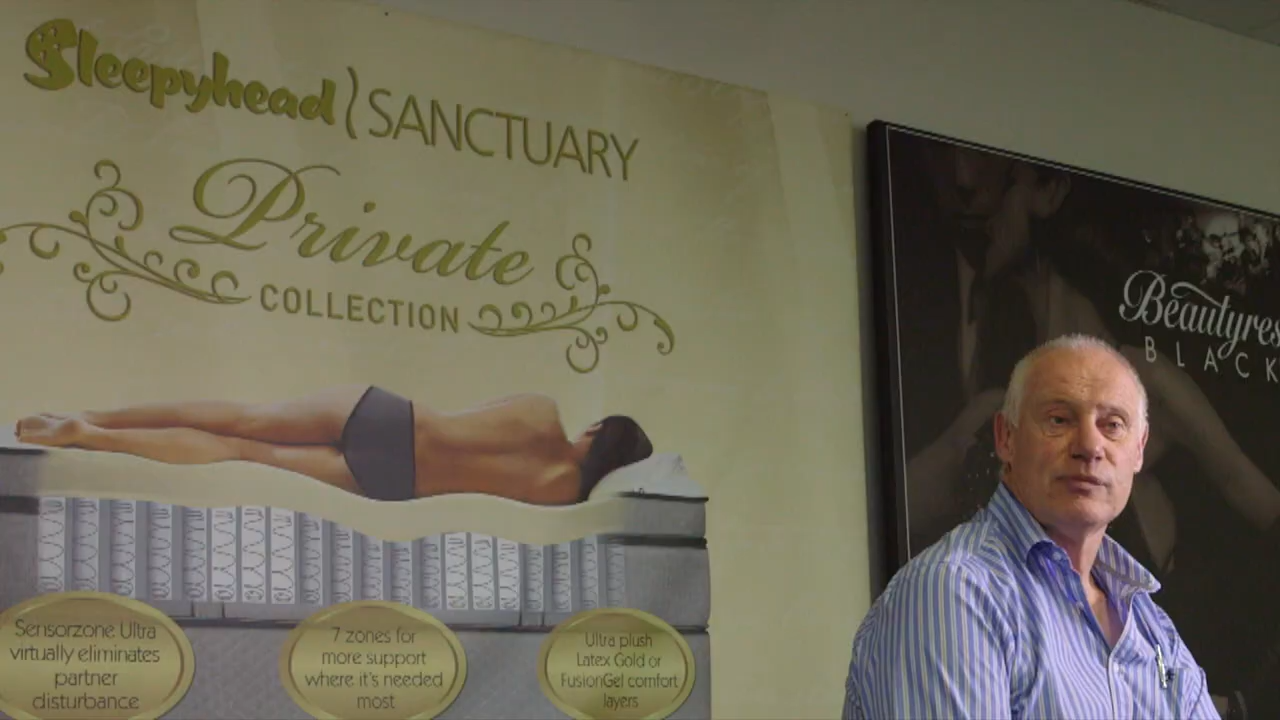 Sleepyhead SANCTUARY
Private
COLLECTION
Sensorzone Ultra
virtually eliminates
partner
disturbance
7 zones for
more support
where it's needed
most
Ultra plush
Latex Gold or
FusionGel comfort
layers
Beautyres
BLACK